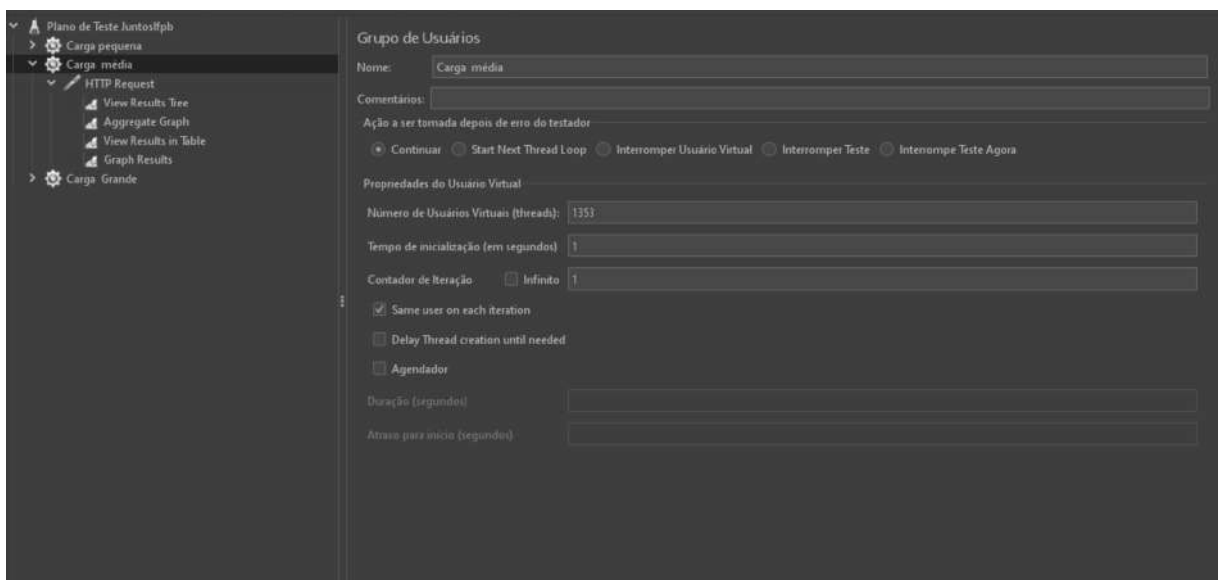 Plano de Teste JuntosIfpb
Carga pequena
Carga média
HTTP Request
View Results Tree
Aggregate Graph
View Results in Table
Graph Results
Carga Grande
Grupo de Usuários
Nome: Carga média
Comentários:
Ação a ser tomada depois de erro do testador
Continuar Start Next Thread Loop Interromper Usuário Virtual Interromper Teste Interrompe Teste Agora
Propriedades do Usuário Virtual
Número de Usuários Virtuais (threads): 1353
Tempo de inicialização (em segundos) 1
Contador de Iteração Infinito 1
Same user on each iteration
Delay Thread creation until needed
Agendador
Duração (segundos)
Atraso para início (segundos)